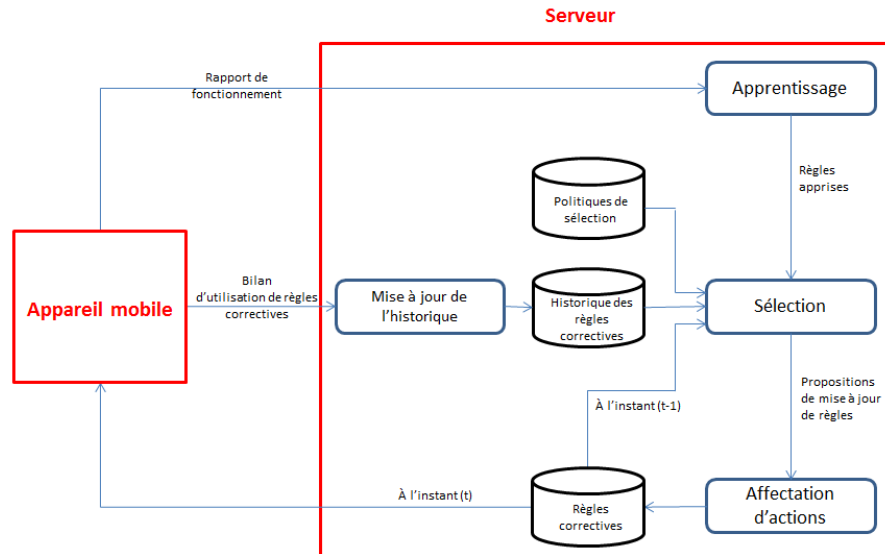 Serveur
Rapport de
fonctionnement
Apprentissage
Règles
apprises
Politiques de
sélection
Bilan
d'utilisation de règles
correctives
Appareil mobile
Mise à jour de
l'historique
Historique des
règles
correctives
Sélection
À l'instant (t-1)
Propositions
de mise à jour
de règles
À l'instant (t)
Règles
correctives
Affectation
d'actions